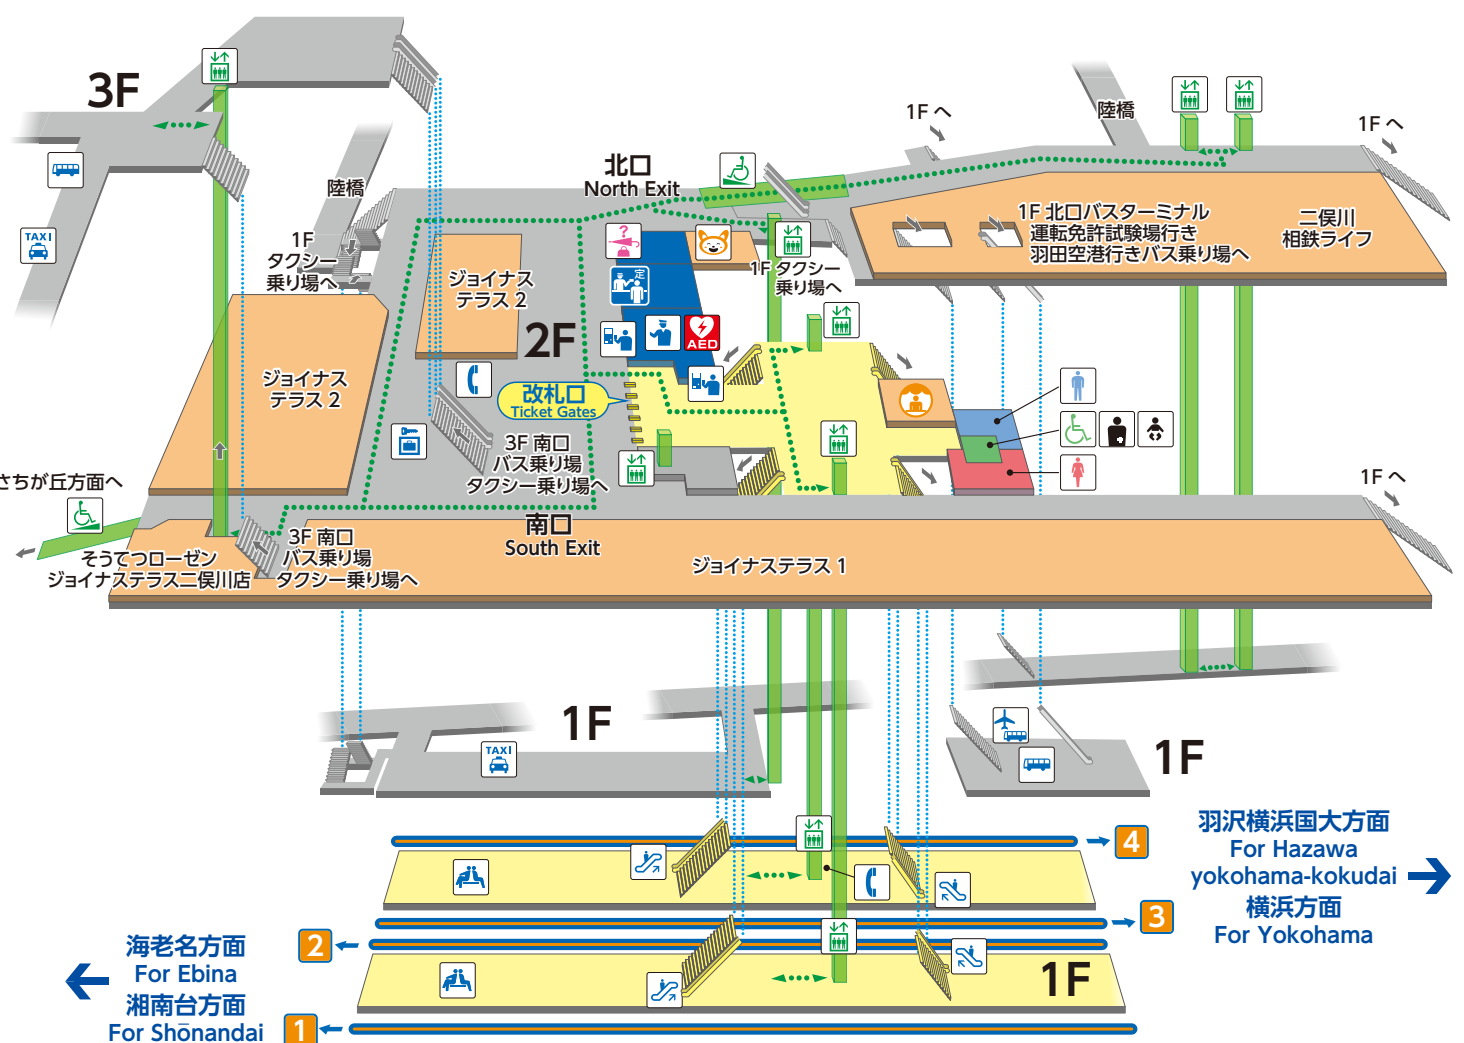 3F
TAXI
陸橋
1F
タクシー
乗り場へ
北口
North Exit
1Fへ
陸橋
1Fへ
1F 北口バスターミナル
運転免許試験場行き
羽田空港行きバス乗り場へ
二俣川
相鉄ライフ
ジョイナス
テラス 2
?
定
1F タクシー
乗り場へ
2F
AED
ジョイナス
テラス 2
改札口
Ticket Gates
3F 南口
バス乗り場
タクシー乗り場へ
さちが丘方面へ
1Fへ
南口
South Exit
3F 南口
バス乗り場
タクシー乗り場へ
そうてつローゼン
ジョイナステラス二俣川店
ジョイナステラス 1
1F
TAXI
1F
4
羽沢横浜国大方面
For Hazawa
yokohama-kokudai
横浜方面
For Yokohama
3
2
海老名方面
For Ebina
湘南台方面
For Shōnandai
1F
1